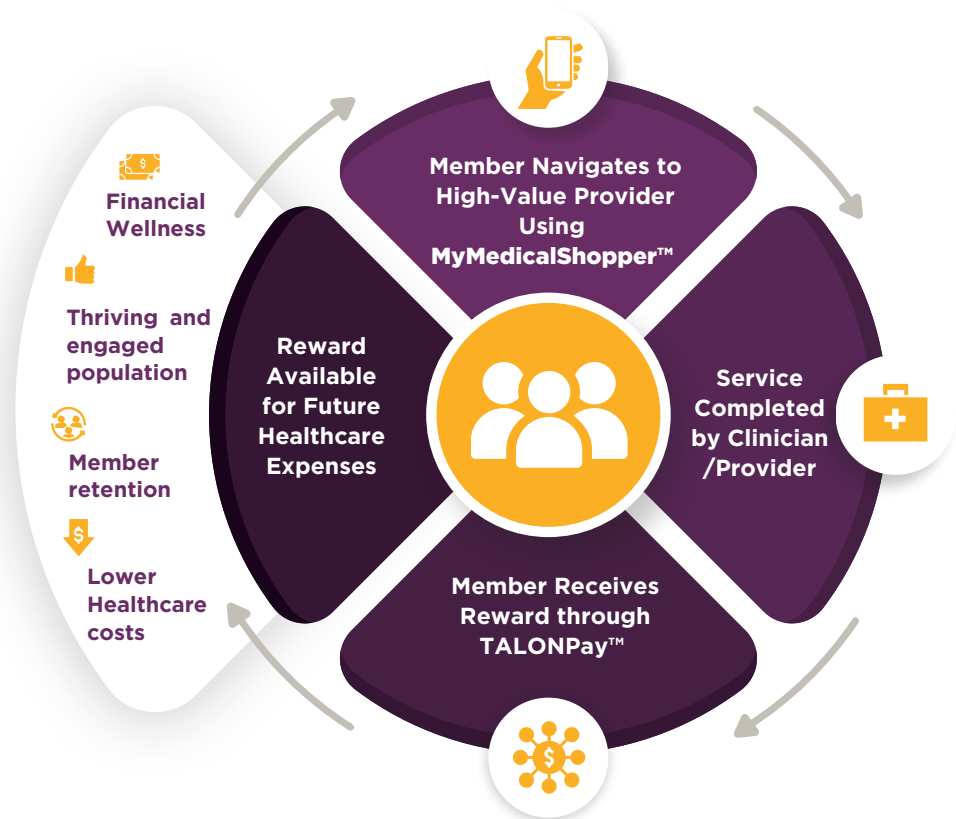 Member Navigates to
High-Value Provider
Using
MyMedicalShopper™
Service
Completed
by Clinician
/Provider
Member Receives
Reward through
TALONPay™
Reward
Available
for Future
Healthcare
Expenses
$
Financial
Wellness
Thriving and
engaged
population
Member
retention
$
Lower
Healthcare
costs
$